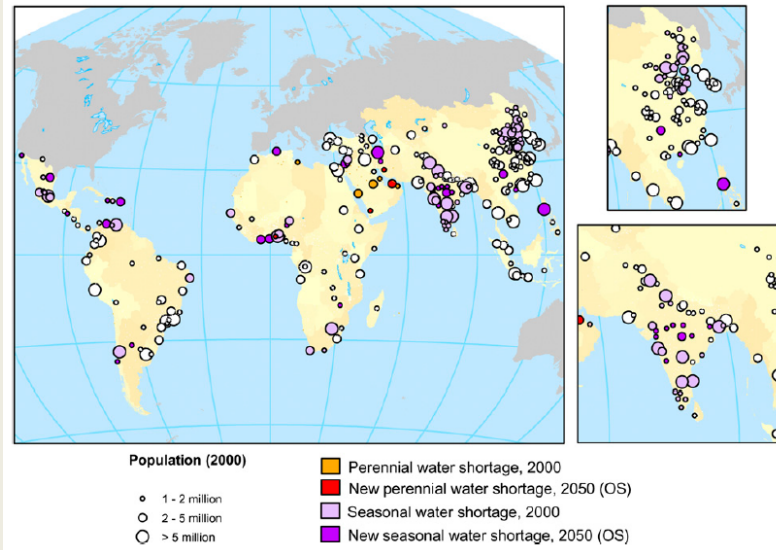 Population (2000)
1 - 2 million
2 - 5 million
> 5 million
Perennial water shortage, 2000
New perennial water shortage, 2050 (OS)
Seasonal water shortage, 2000
New seasonal water shortage, 2050 (OS)